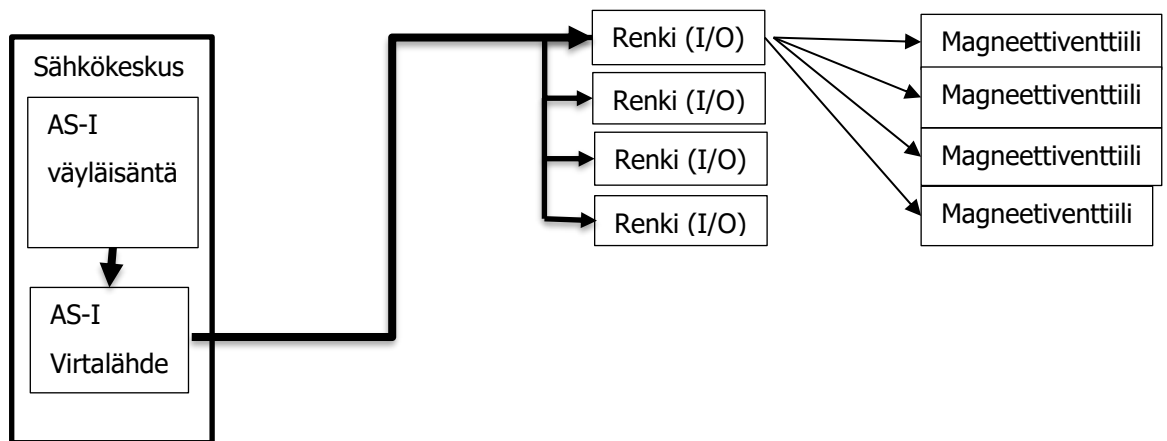 Sähkökeskus
AS-I
väyläisäntä
AS-I
Virtalähde
Renki (I/O)
Renki (I/O)
Renki (I/O)
Renki (I/O)
Magneettiventtiili
Magneettiventtiili
Magneettiventtiili
Magneetiventtiili